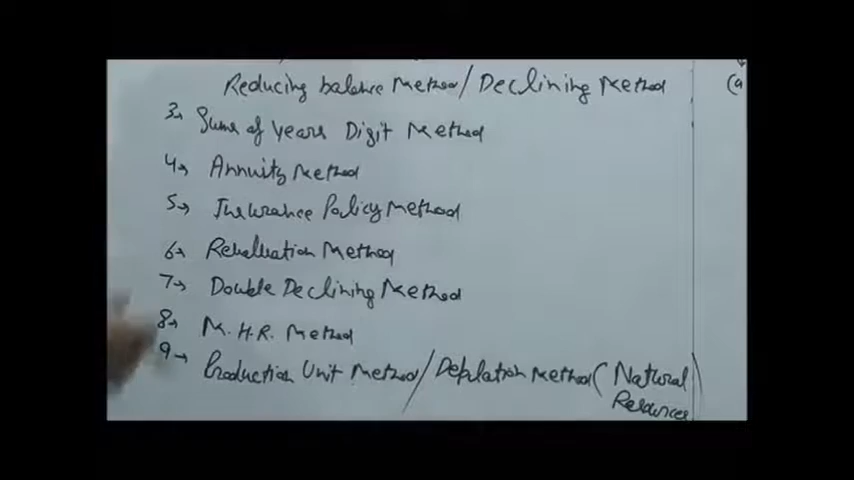 Reducing balance Method/Declining Method
(a
3→ Sum of years Digit Method
4→ Annuity Method
5→ Insurance Policy Method
6→ Revaluation Method
7→ Double Declining Method
8→ M.H.R. Method
9→ Production Unit Method/Depletation Method (Natural
Resources